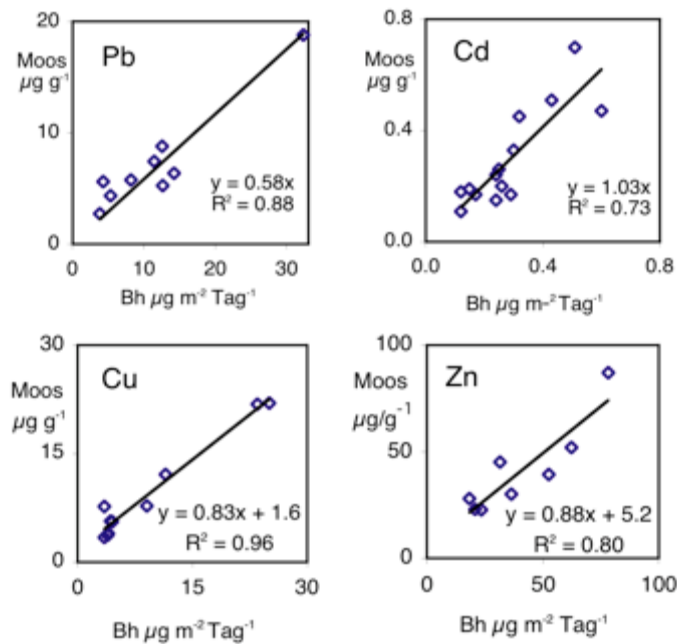 20
Pb
Moos
µg g⁻¹
10
y = 0.58x
R² = 0.88
0
0 10 20 30
Bh µg m⁻² Tag⁻¹
0.8
Cd
Moos
µg g⁻¹
0.4
y = 1.03x
R² = 0.73
0.0
0.0 0.4 0.8
Bh µg m-² Tag⁻¹
30
Cu
Moos
µg g⁻¹
15
y = 0.83x + 1.6
R² = 0.96
0
0 15 30
Bh µg m⁻² Tag⁻¹
100
Zn
Moos
µg/g⁻¹
50
y = 0.88x + 5.2
R² = 0.80
0
0 50 100
Bh µg m⁻² Tag⁻¹